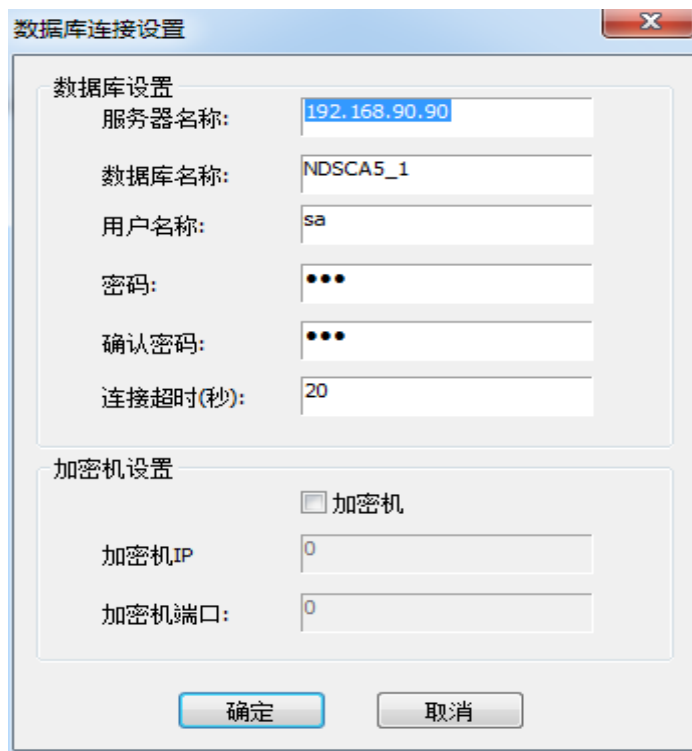 数据库连接设置
数据库设置
服务器名称: 192.168.90.90
数据库名称: NDSCA5_1
用户名称: sa
密码: ●●●
确认密码: ●●●
连接超时(秒): 20
加密机设置
加密机
加密机IP 0
加密机端口: 0
确定 取消